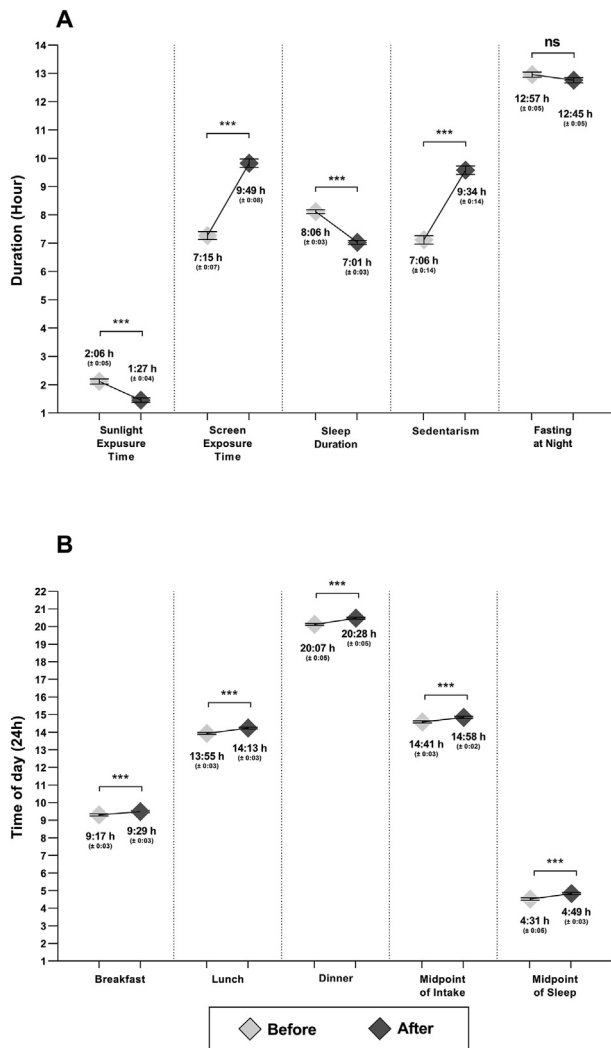 A
Duration (Hour)
14
13
12
11
10
9
8
7
6
5
4
3
2
1
***
2:06 h
(± 0:05)
1:27 h
(± 0:04)
***
7:15 h
(± 0:07)
9:49 h
(± 0:08)
***
8:06 h
(± 0:03)
7:01 h
(± 0:03)
***
7:06 h
(± 0:14)
9:34 h
(± 0:14)
ns
12:57 h
(± 0:05)
12:45 h
(± 0:05)
Sunlight
Expusure
Time
Screen
Exposure
Time
Sleep
Duration
Sedentarism
Fasting
at Night
B
Time of day (24h)
22
21
20
19
18
17
16
15
14
13
12
11
10
9
8
7
6
5
4
3
2
1
***
9:17 h
(± 0:03)
9:29 h
(± 0:03)
***
13:55 h
(± 0:03)
14:13 h
(± 0:03)
***
20:07 h
(± 0:05)
20:28 h
(± 0:05)
***
14:41 h
(± 0:03)
14:58 h
(± 0:02)
***
4:31 h
(± 0:05)
4:49 h
(± 0:03)
Breakfast
Lunch
Dinner
Midpoint
of Intake
Midpoint
of Sleep
Before
After